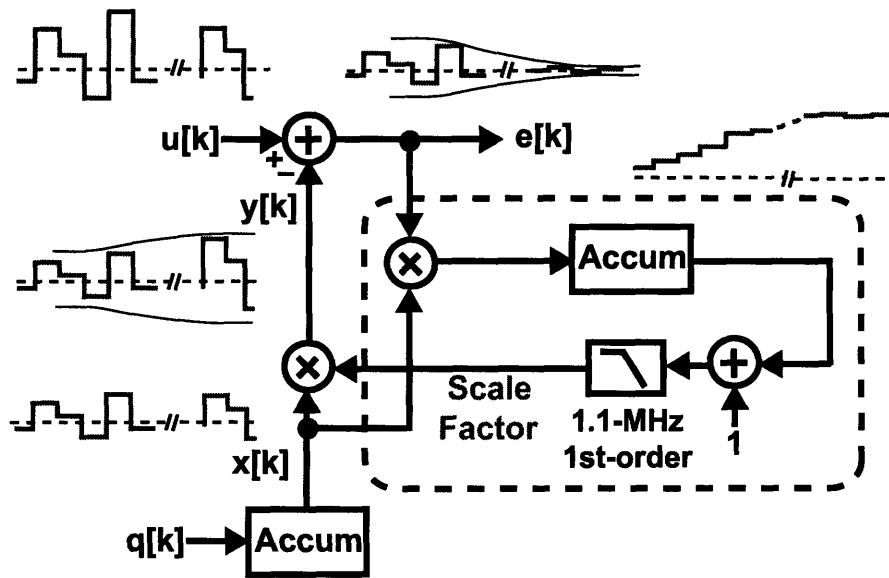 u[k]
+
+
−
e[k]
y[k]
×
Accum
×
+
Scale
Factor
1.1-MHz
1st-order
1
x[k]
q[k]
Accum